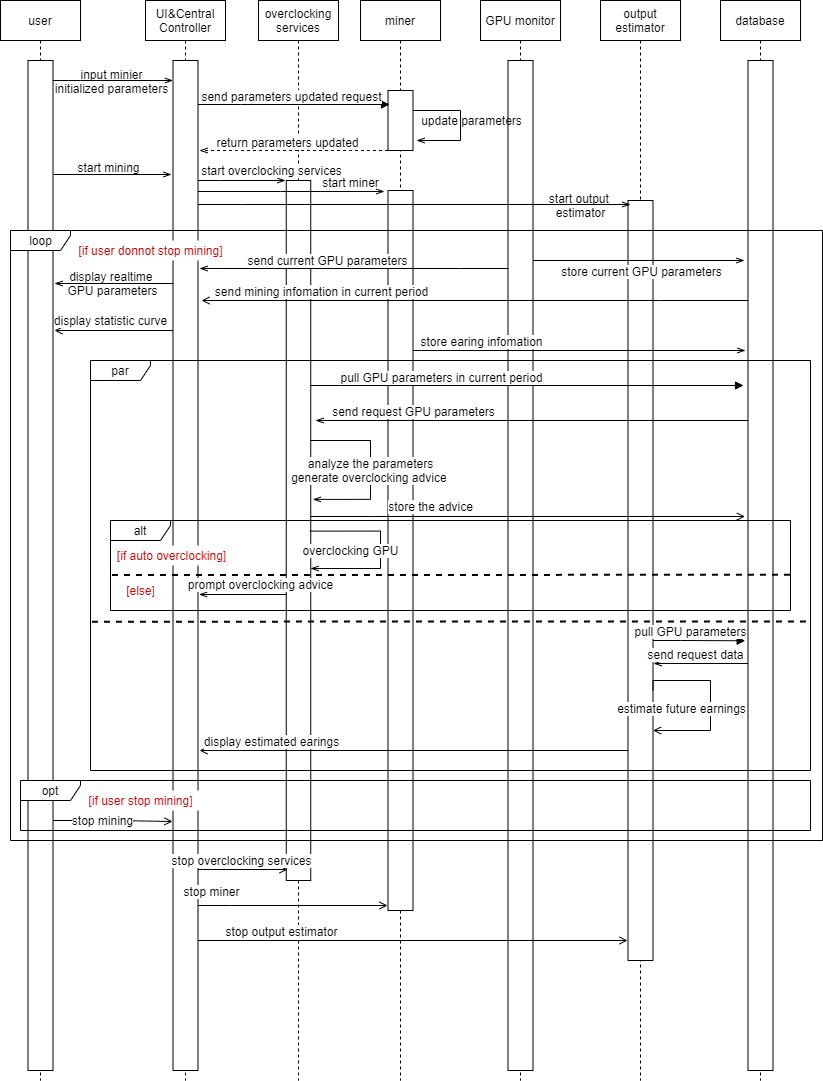 user
UI&Central
Controller
overclocking
services
miner
GPU monitor
output
estimator
database
input minier
initialized parameters
send parameters updated request
update parameters
return parameters updated
start mining
start overclocking services
start miner
start output
estimator
loop
[if user donnot stop mining]
send current GPU parameters
store current GPU parameters
display realtime
GPU parameters
send mining infomation in current period
display statistic curve
store earing infomation
par
pull GPU parameters in current period
send request GPU parameters
analyze the parameters
generate overclocking advice
store the advice
alt
overclocking GPU
[if auto overclocking]
prompt overclocking advice
[else]
pull GPU parameters
send request data
estimate future earnings
display estimated earings
opt
[if user stop mining]
stop mining
stop overclocking services
stop miner
stop output estimator